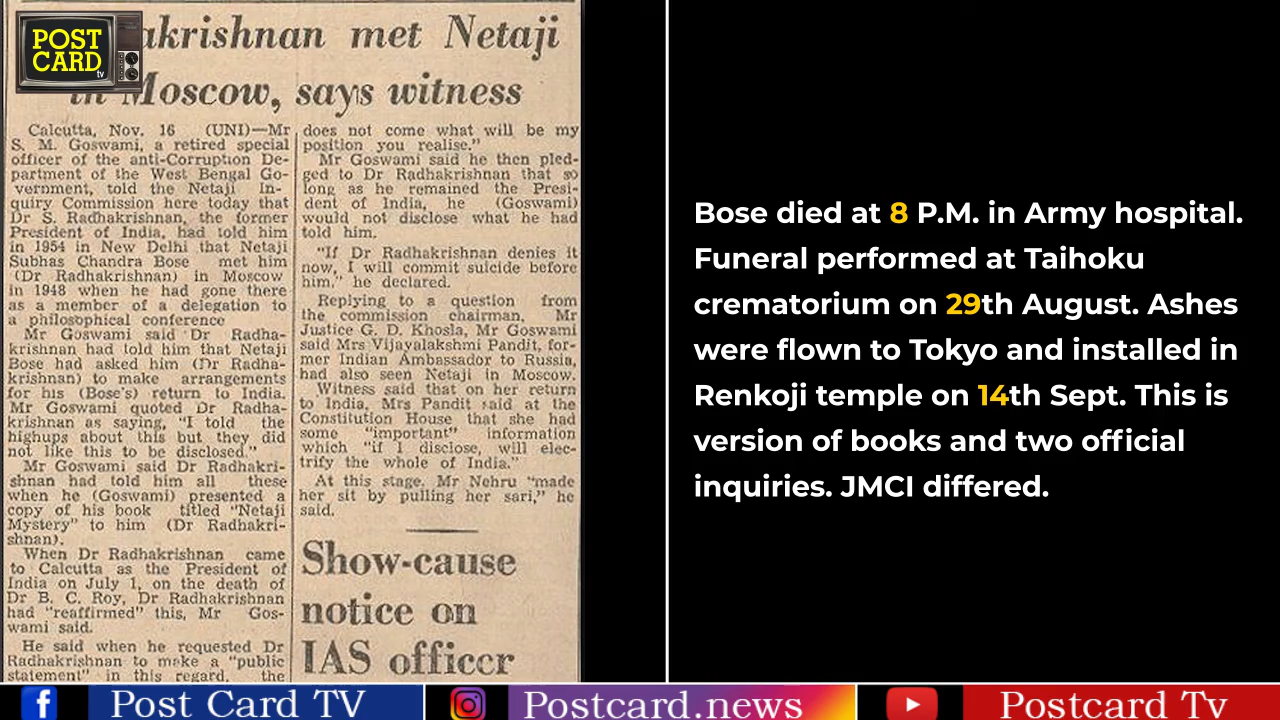 POST
CARD
tv
akrishnan met Netaji
in Moscow, says witness
Calcutta, Nov. 16 (UNI)—Mr
S. M. Goswami, a retired special
officer of the anti-Corruption De-
partment of the West Bengal Go-
vernment, told the Netaji In-
quiry Commission here today that
Dr S. Radhakrishnan, the former
President of India, had told him
in 1954 in New Delhi that Netaji
Subhas Chandra Bose met him
(Dr Radhakrishnan) in Moscow
in 1948 when he had gone there
as a member of a delegation to
a philosophical conference
Mr Goswami said Dr Radha-
krishnan had told him that Netaji
Bose had asked him (Dr Radha-
krishnan) to make arrangements
for his (Bose's) return to India.
Mr Goswami quoted Dr Radha-
krishnan as saying, "I told the
highups about this but they did
not like this to be disclosed."
Mr Goswami said Dr Radhakri-
shnan had told him all these
when he (Goswami) presented a
copy of his book titled "Netaji
Mystery" to him (Dr Radhakri-
shnan).
When Dr Radhakrishnan came
to Calcutta as the President of
India on July 1, on the death of
Dr B. C. Roy, Dr Radhakrishnan
had "reaffirmed" this, Mr Gos-
wami said.
He said when he requested Dr
Radhakrishnan to make a "public
statement" in this regard, the
does not come what will be my
position you realise."
Mr Goswami said he then pled-
ged to Dr Radhakrishnan that so
long as he remained the Presi-
dent of India, he (Goswami)
would not disclose what he had
told him.
"If Dr Radhakrishnan denies it
now, I will commit suicide before
him," he declared.
Replying to a question from
the commission chairman, Mr
Justice G. D. Khosla, Mr Goswami
said Mrs Vijayalakshmi Pandit, for-
mer Indian Ambassador to Russia,
had also seen Netaji in Moscow.
Witness said that on her return
to India, Mrs Pandit said at the
Constitution House that she had
some "important" information
which "if I disclose, will elec-
trify the whole of India."
At this stage, Mr Nehru "made
her sit by pulling her sari," he
said.
Show-cause
notice on
IAS officer
Bose died at 8 P.M. in Army hospital.
Funeral performed at Taihoku
crematorium on 29th August. Ashes
were flown to Tokyo and installed in
Renkoji temple on 14th Sept. This is
version of books and two official
inquiries. JMCI differed.
Post Card TV
Postcard.news
Postcard Tv